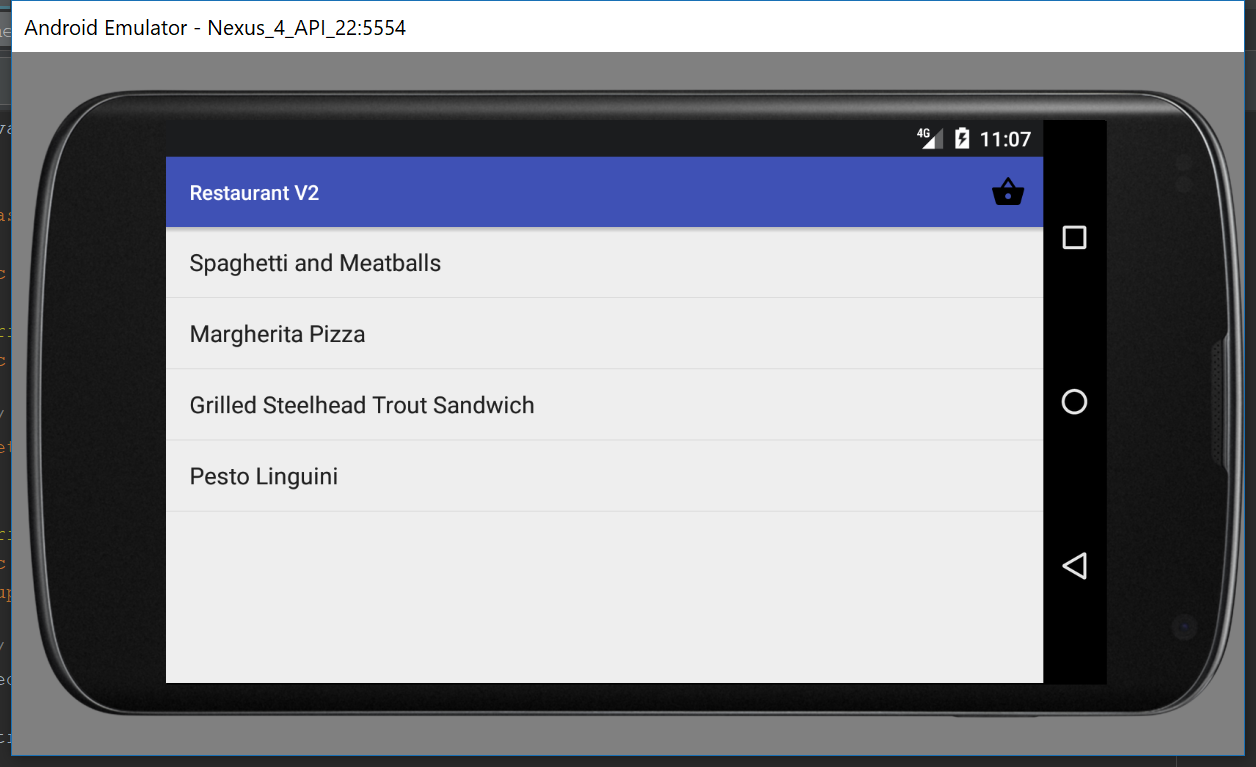 Android Emulator - Nexus_4_API_22:5554
4G 11:07
Restaurant V2
Spaghetti and Meatballs
Margherita Pizza
Grilled Steelhead Trout Sandwich
Pesto Linguini